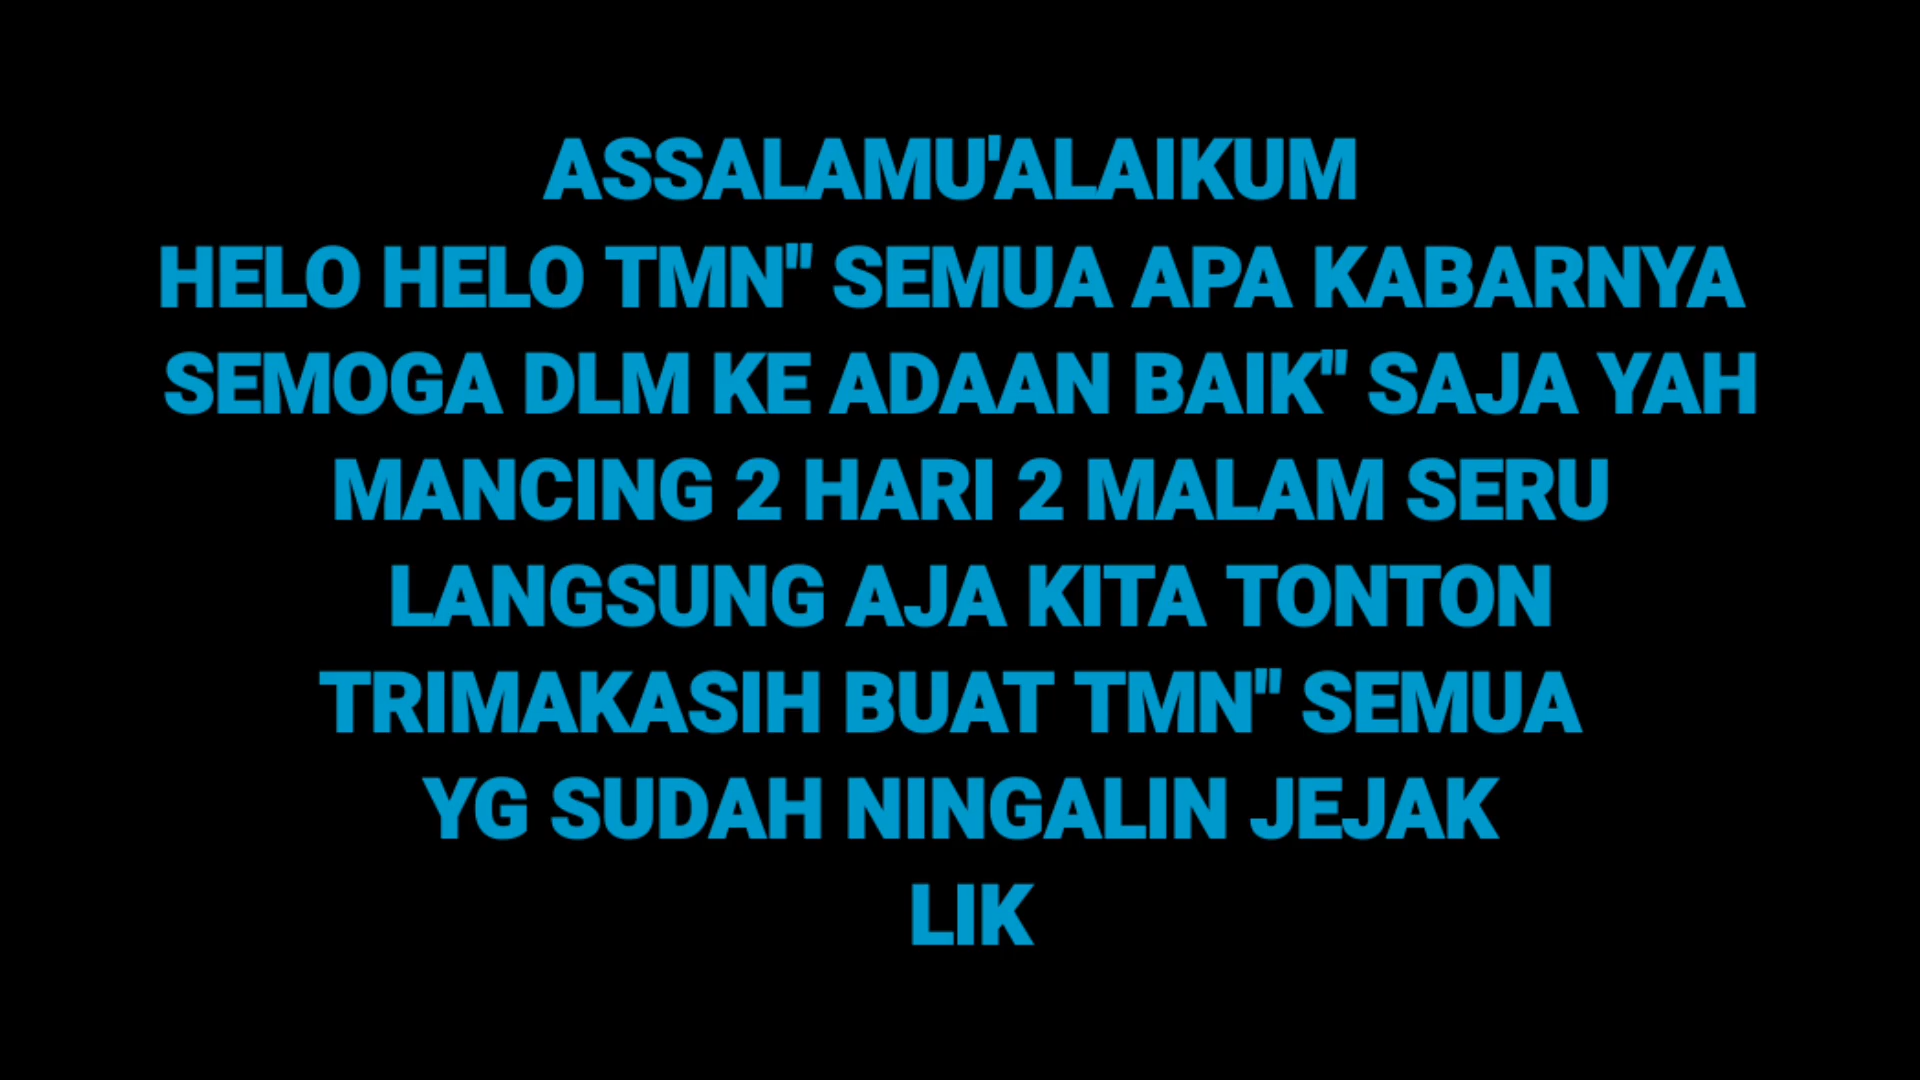 ASSALAMU'ALAIKUM
HELO HELO TMN" SEMUA APA KABARNYA
SEMOGA DLM KE ADAAN BAIK" SAJA YAH
MANCING 2 HARI 2 MALAM SERU
LANGSUNG AJA KITA TONTON
TRIMAKASIH BUAT TMN" SEMUA
YG SUDAH NINGALIN JEJAK
LIK